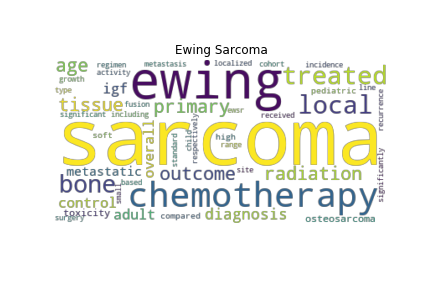 Ewing Sarcoma
age
regimen
metastasis
localized
cohort
incidence
activity
ewing
treated
growth
igf
pediatric
line
type
tissue
fusion
primary
ewsr
local
recurrence
significant
including
received
sarcoma
soft
overall
standard
child
respectively
high
range
metastatic
outcome
site
radiation
significantly
bone
small
based
chemotherapy
control
toxicity
adult
compared
diagnosis
osteosarcoma
surgery